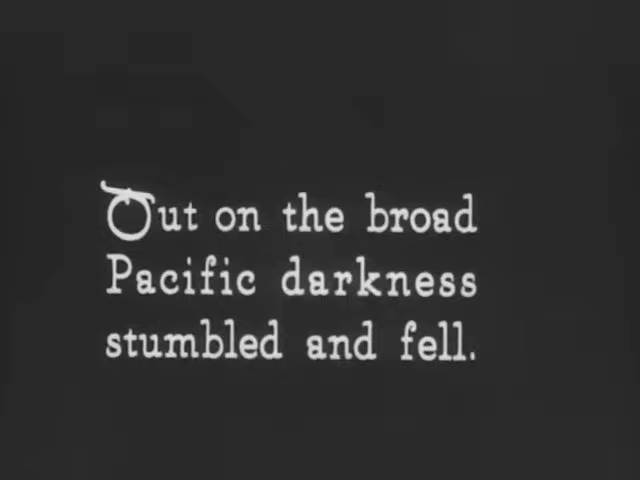 Out on the broad
Pacific darkness
stumbled and fell.